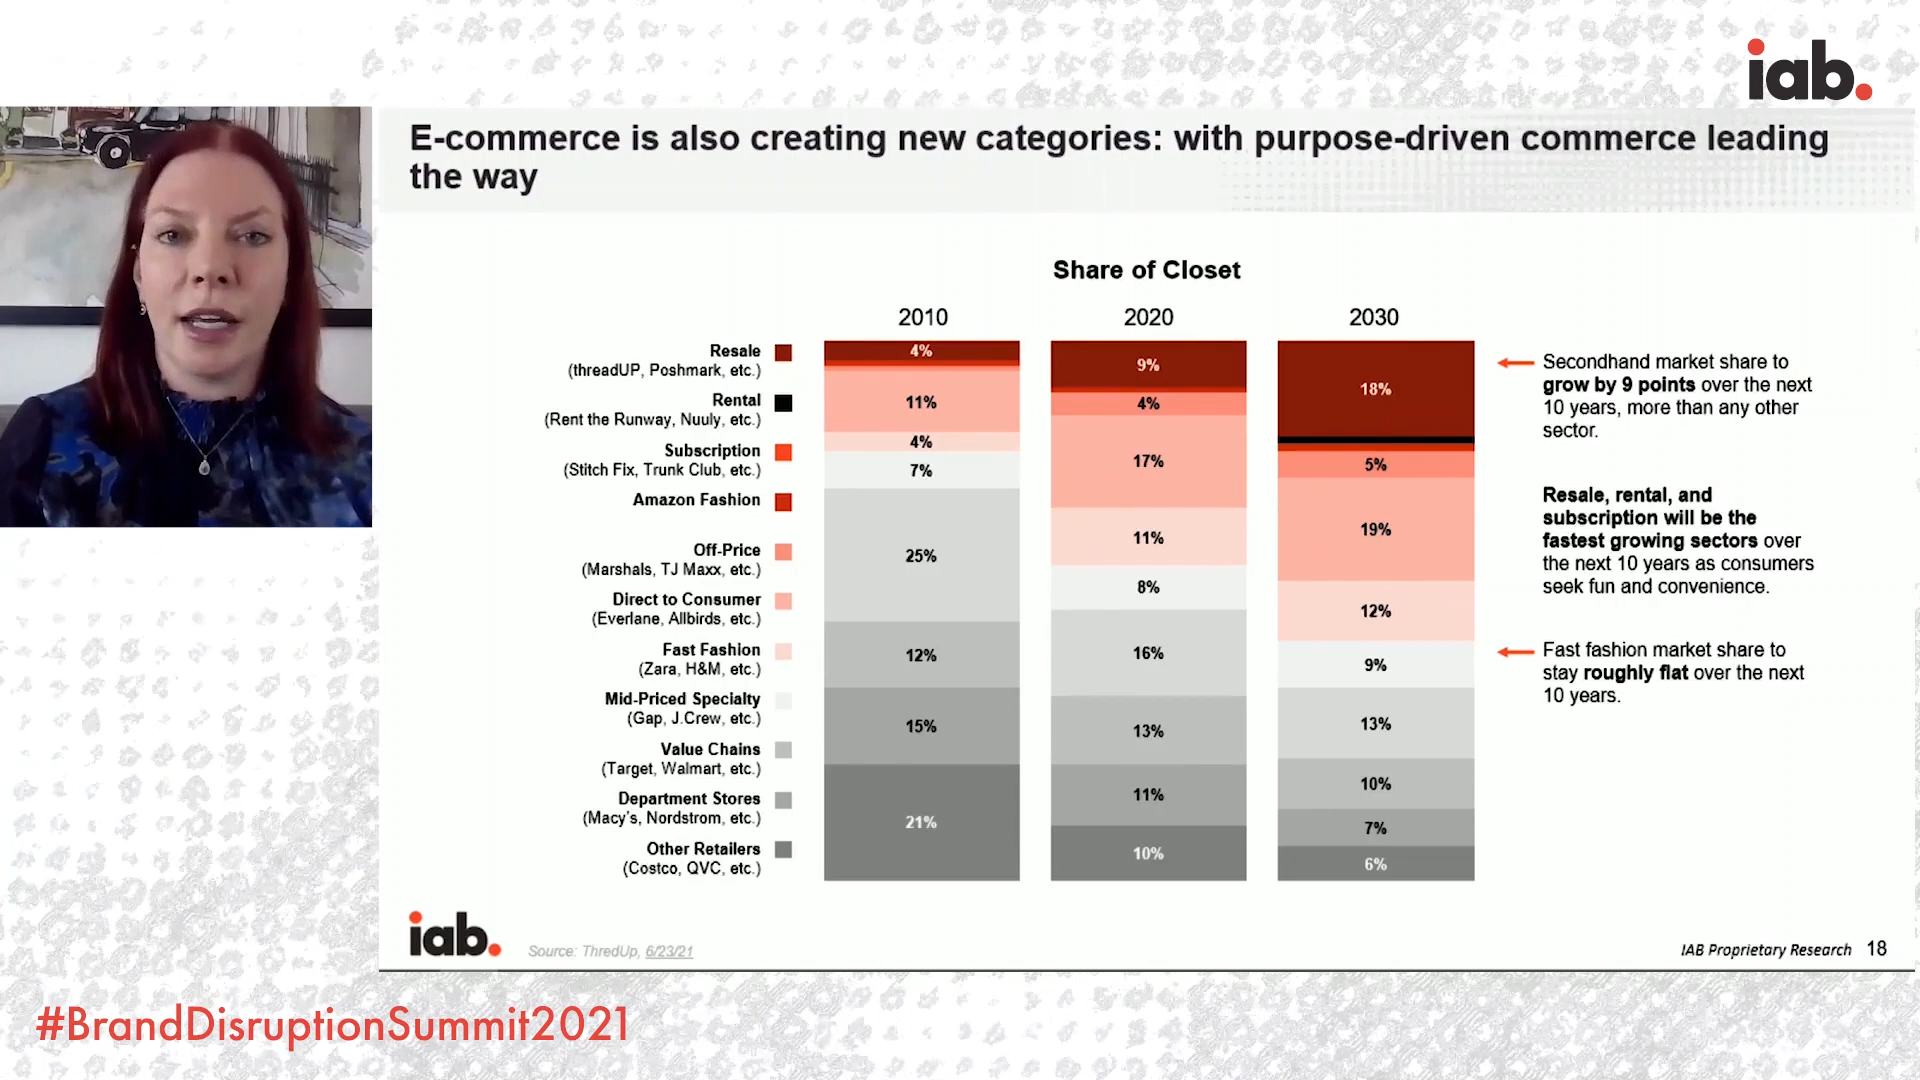 iab.
E-commerce is also creating new categories: with purpose-driven commerce leading
the way
Share of Closet
2010
2020
2030
Resale
(threadUP, Poshmark, etc.)
Rental
(Rent the Runway, Nuuly, etc.)
Subscription
(Stitch Fix, Trunk Club, etc.)
Amazon Fashion
Off-Price
(Marshals, TJ Maxx, etc.)
Direct to Consumer
(Everlane, Allbirds, etc.)
Fast Fashion
(Zara, H&M, etc.)
Mid-Priced Specialty
(Gap, J.Crew, etc.)
Value Chains
(Target, Walmart, etc.)
Department Stores
(Macy's, Nordstrom, etc.)
Other Retailers
(Costco, QVC, etc.)
4%
11%
4%
7%
25%
12%
15%
21%
9%
4%
17%
11%
8%
16%
13%
11%
10%
18%
5%
19%
12%
9%
13%
10%
7%
6%
Secondhand market share to
grow by 9 points over the next
10 years, more than any other
sector.
Resale, rental, and
subscription will be the
fastest growing sectors over
the next 10 years as consumers
seek fun and convenience.
Fast fashion market share to
stay roughly flat over the next
10 years.
iab.
Source: ThredUp, 6/23/21
IAB Proprietary Research 18
#BrandDisruptionSummit2021